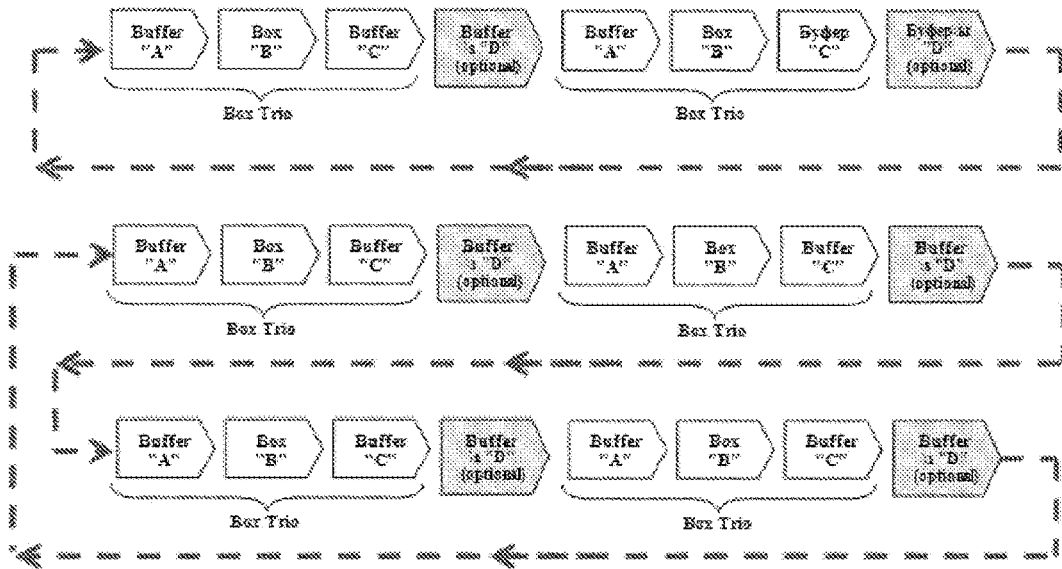 Buffer
"A"
Box
"B"
Buffer
"C"
Buffer
"D"
(optional)
Buffer
"A"
Box
"B"
Буфер
"C"
"D"
(optional)
Box Trio
Box Trio
Buffer
"A"
Box
"B"
Buffer
"C"
Buffer
"D"
(optional)
Buffer
"A"
Box
"B"
Buffer
"C"
Buffer
"D"
(optional)
Box Trio
Box Trio
Buffer
"A"
Box
"B"
Buffer
"C"
Buffer
"D"
(optional)
Buffer
"A"
Box
"B"
Buffer
"C"
Buffer
"D"
(optional)
Box Trio
Box Trio